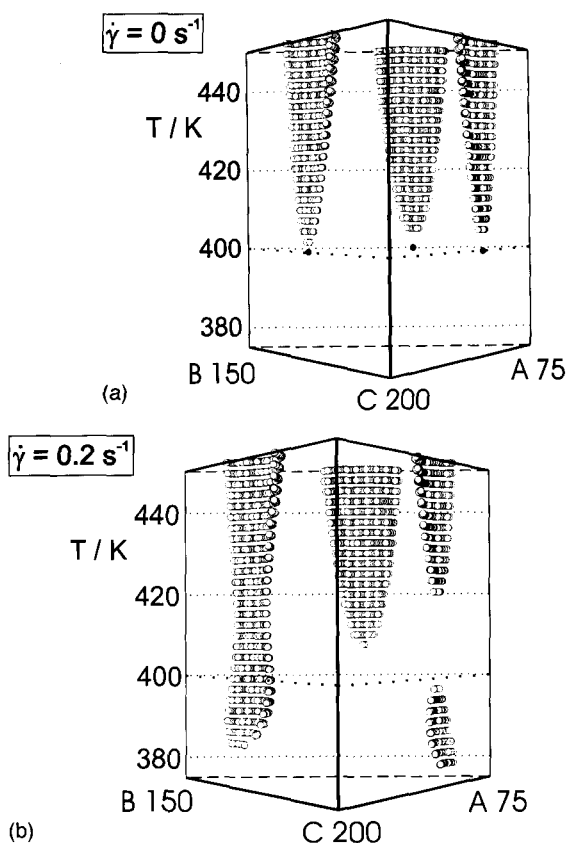 γ̇ = 0 s⁻¹
440
T / K
420
400
380
B 150
A 75
C 200
(a)
γ̇ = 0.2 s⁻¹
440
T / K
420
400
380
B 150
A 75
C 200
(b)